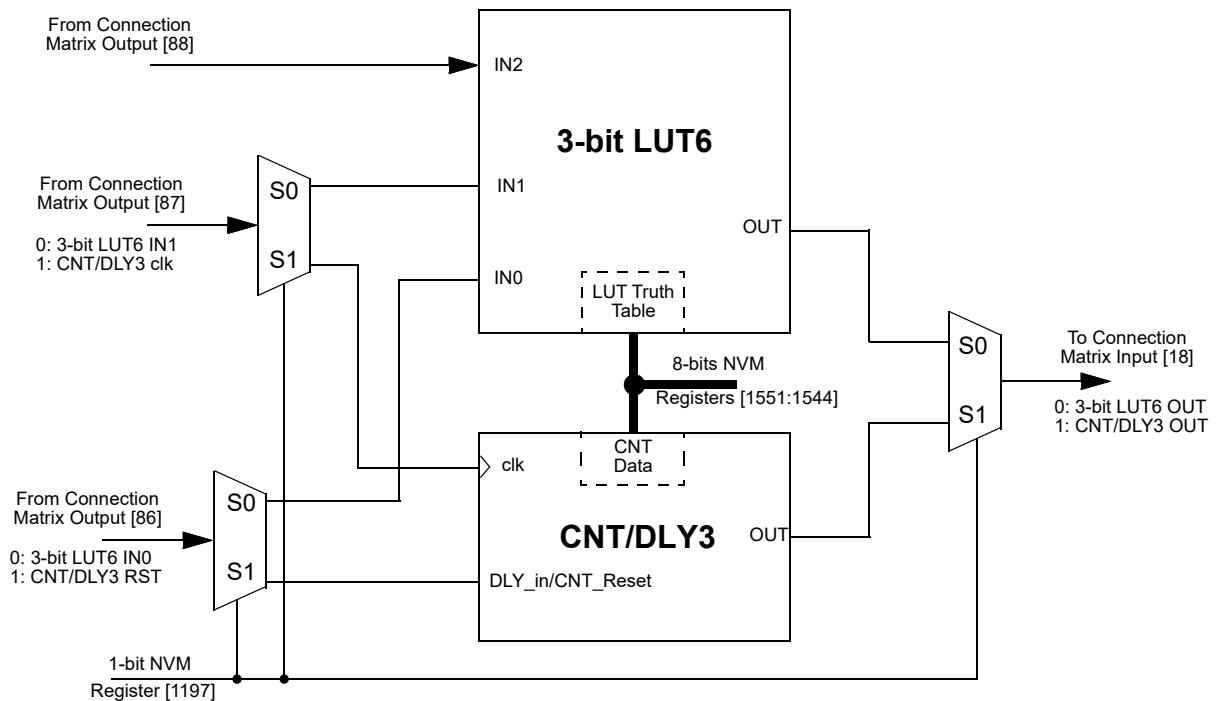 From Connection
Matrix Output [88]
IN2
3-bit LUT6
From Connection
Matrix Output [87]
0: 3-bit LUT6 IN1
1: CNT/DLY3 clk
S0
S1
IN1
IN0
OUT
LUT Truth
Table
8-bits NVM
Registers [1551:1544]
S0
S1
To Connection
Matrix Input [18]
0: 3-bit LUT6 OUT
1: CNT/DLY3 OUT
CNT
Data
clk
CNT/DLY3
OUT
DLY_in/CNT_Reset
From Connection
Matrix Output [86]
0: 3-bit LUT6 IN0
1: CNT/DLY3 RST
S0
S1
1-bit NVM
Register [1197]